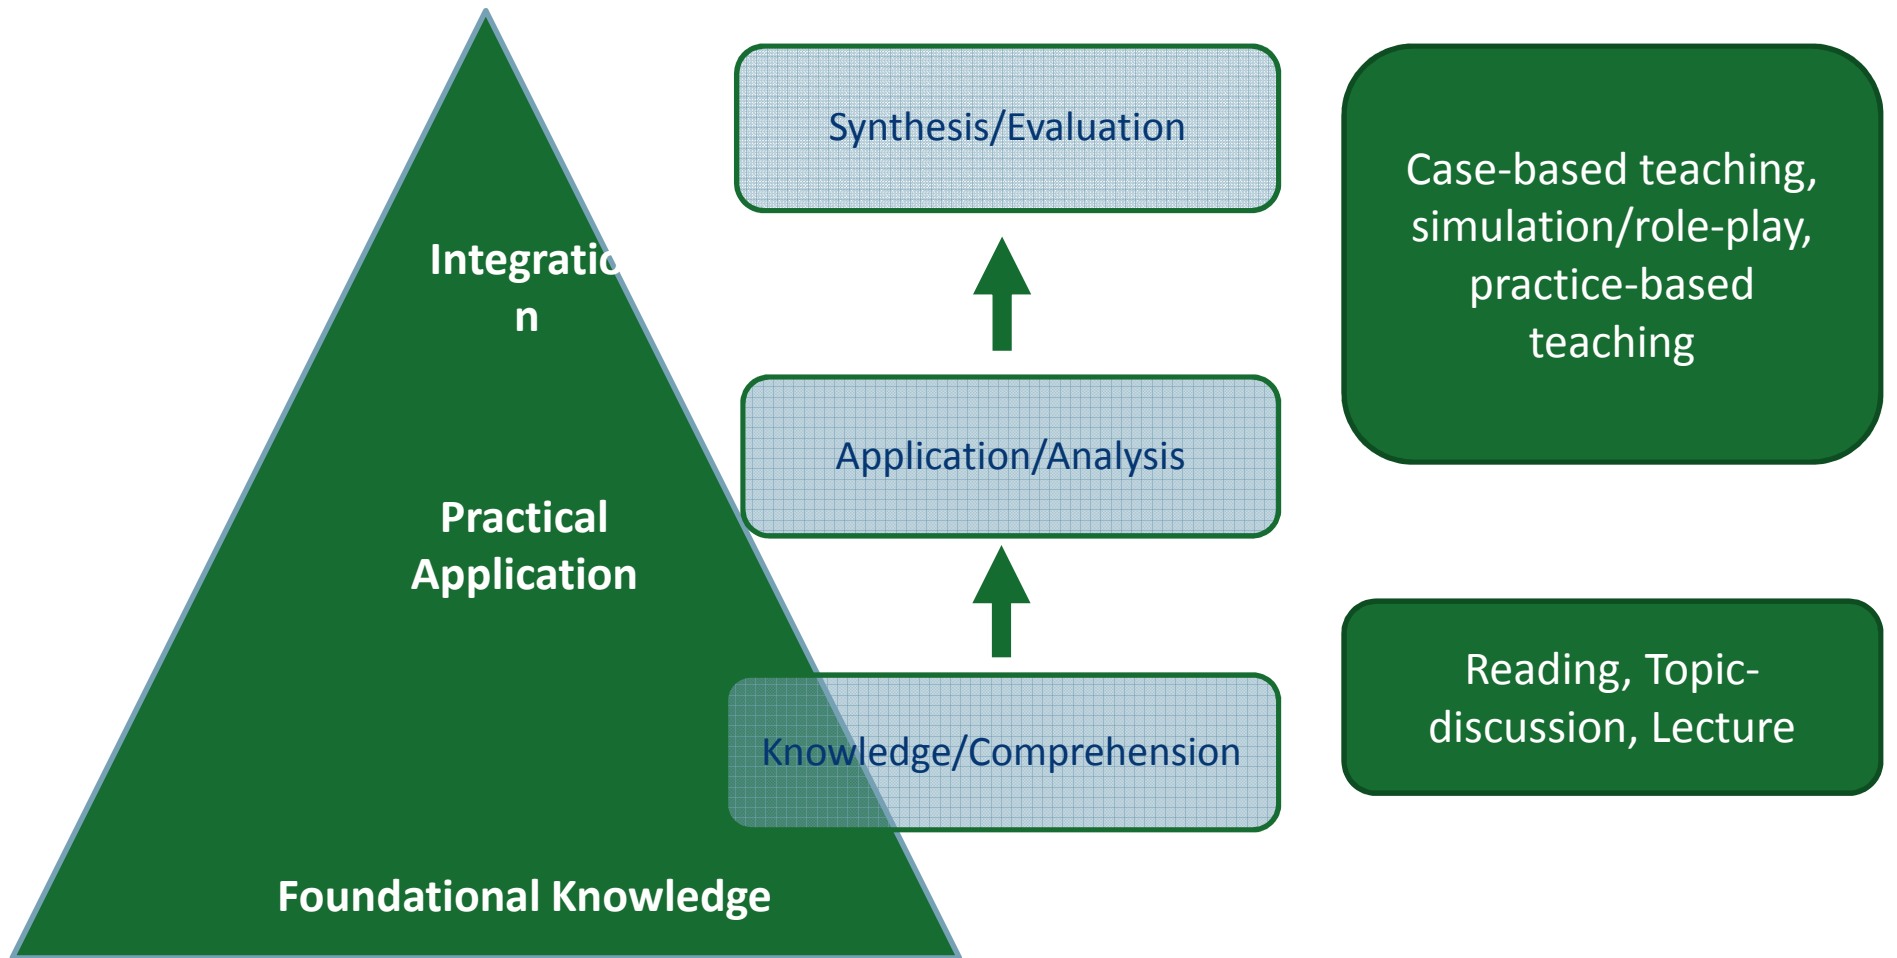 Integratio
n
Practical
Application
Foundational Knowledge
Synthesis/Evaluation
Application/Analysis
Knowledge/Comprehension
Case-based teaching,
simulation/role-play,
practice-based
teaching
Reading, Topic-
discussion, Lecture